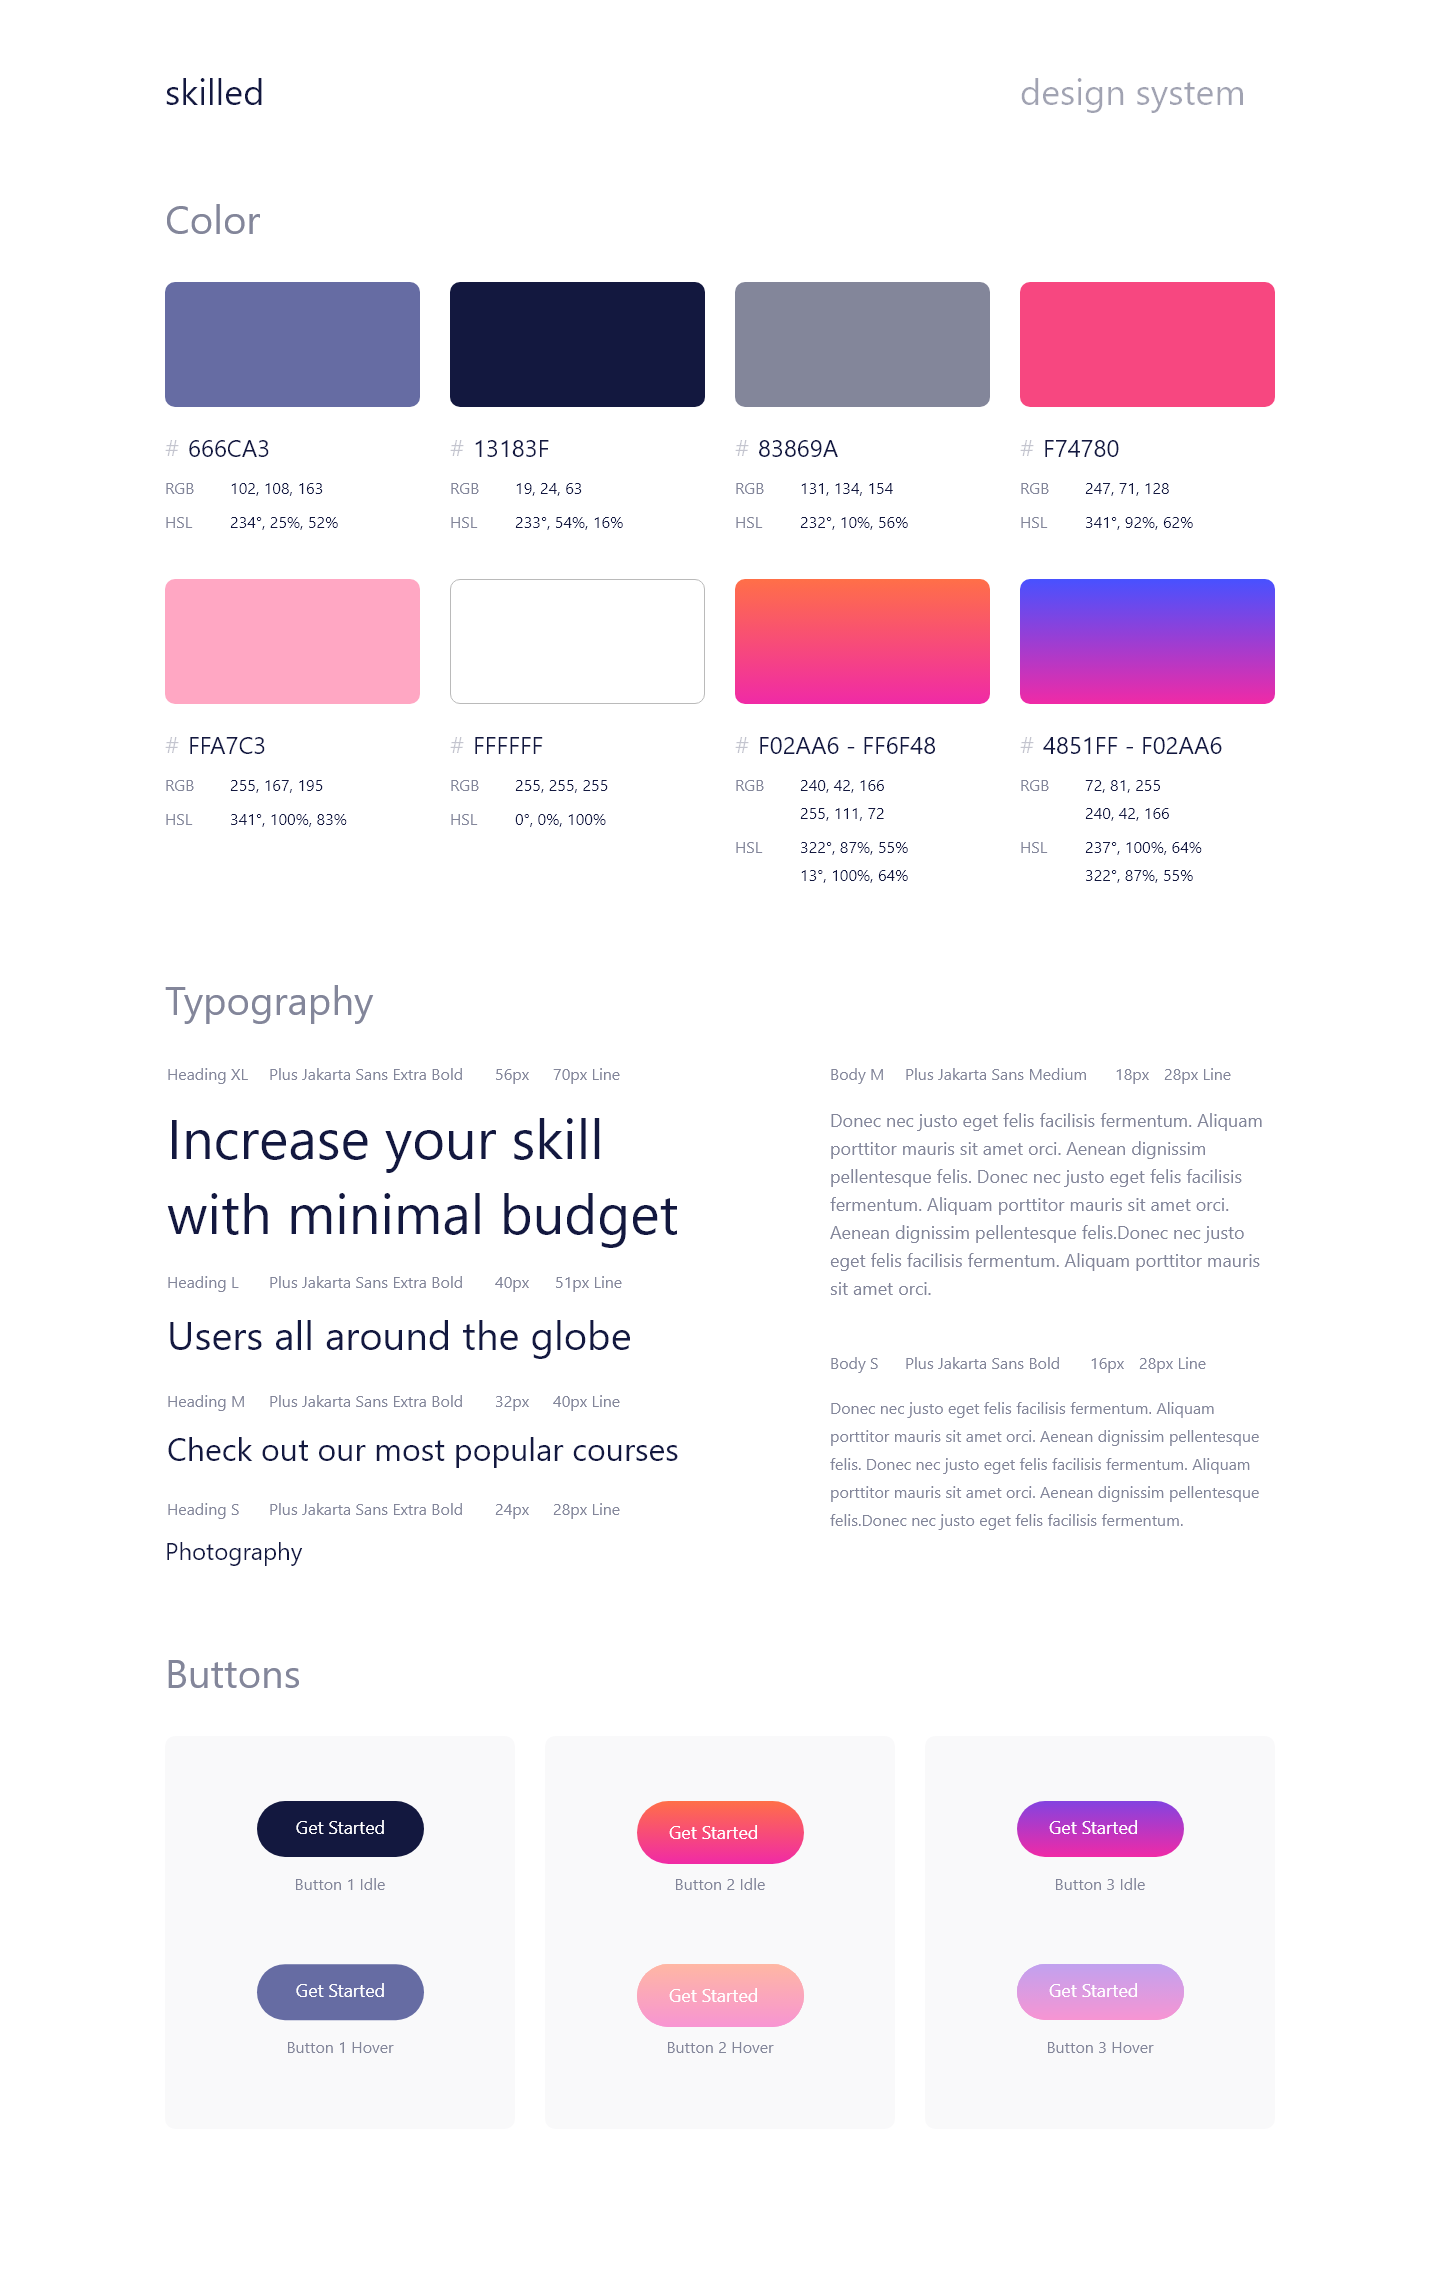 skilled
design system
Color
# 666CA3
RGB 102, 108, 163
HSL 234°, 25%, 52%
# 13183F
RGB 19, 24, 63
HSL 233°, 54%, 16%
# 83869A
RGB 131, 134, 154
HSL 232°, 10%, 56%
# F74780
RGB 247, 71, 128
HSL 341°, 92%, 62%
# FFA7C3
RGB 255, 167, 195
HSL 341°, 100%, 83%
# FFFFFF
RGB 255, 255, 255
HSL 0°, 0%, 100%
# F02AA6 - FF6F48
RGB 240, 42, 166
255, 111, 72
HSL 322°, 87%, 55%
13°, 100%, 64%
# 4851FF - F02AA6
RGB 72, 81, 255
240, 42, 166
HSL 237°, 100%, 64%
322°, 87%, 55%
Typography
Heading XL Plus Jakarta Sans Extra Bold 56px 70px Line
Increase your skill
with minimal budget
Heading L Plus Jakarta Sans Extra Bold 40px 51px Line
Users all around the globe
Heading M Plus Jakarta Sans Extra Bold 32px 40px Line
Check out our most popular courses
Heading S Plus Jakarta Sans Extra Bold 24px 28px Line
Photography
Body M Plus Jakarta Sans Medium 18px 28px Line
Donec nec justo eget felis facilisis fermentum. Aliquam
porttitor mauris sit amet orci. Aenean dignissim
pellentesque felis. Donec nec justo eget felis facilisis
fermentum. Aliquam porttitor mauris sit amet orci.
Aenean dignissim pellentesque felis.Donec nec justo
eget felis facilisis fermentum. Aliquam porttitor mauris
sit amet orci.
Body S Plus Jakarta Sans Bold 16px 28px Line
Donec nec justo eget felis facilisis fermentum. Aliquam
porttitor mauris sit amet orci. Aenean dignissim pellentesque
felis. Donec nec justo eget felis facilisis fermentum. Aliquam
porttitor mauris sit amet orci. Aenean dignissim pellentesque
felis.Donec nec justo eget felis facilisis fermentum.
Buttons
Get Started
Button 1 Idle
Get Started
Button 1 Hover
Get Started
Button 2 Idle
Get Started
Button 2 Hover
Get Started
Button 3 Idle
Get Started
Button 3 Hover